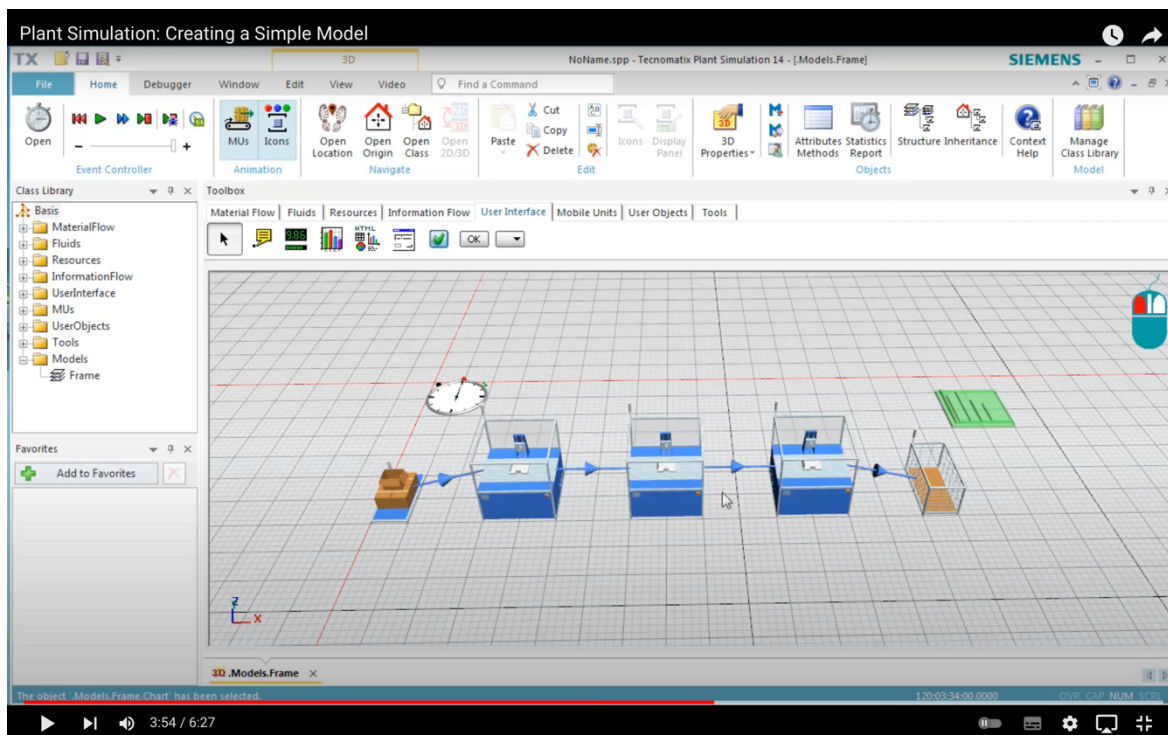 Plant Simulation: Creating a Simple Model
TX
3D
NoName.spp - Tecnomatix Plant Simulation 14 - [.Models.Frame]
SIEMENS
File Home Debugger Window Edit View Video Find a Command
Open
MUs Icons
Open Location
Open Origin
Open Class
Open 2D/3D
Paste
Cut
Copy
Delete
Icons
Display Panel
3D Properties
Attributes Methods
Statistics Report
Structure Inheritance
Context Help
Manage Class Library
Event Controller Animation Navigate Edit Objects Model
Class Library
Basis
MaterialFlow
Fluids
Resources
InformationFlow
UserInterface
MUs
UserObjects
Tools
Models
Frame
Favorites
Add to Favorites
Toolbox
Material Flow Fluids Resources Information Flow User Interface Mobile Units User Objects Tools
9.86
HTML
OK
Z
X
3D .Models.Frame
The object '.Models.Frame.Chart' has been selected.
120:03:34:00.0000
OVR CAP NUM SCRL
3:54 / 6:27